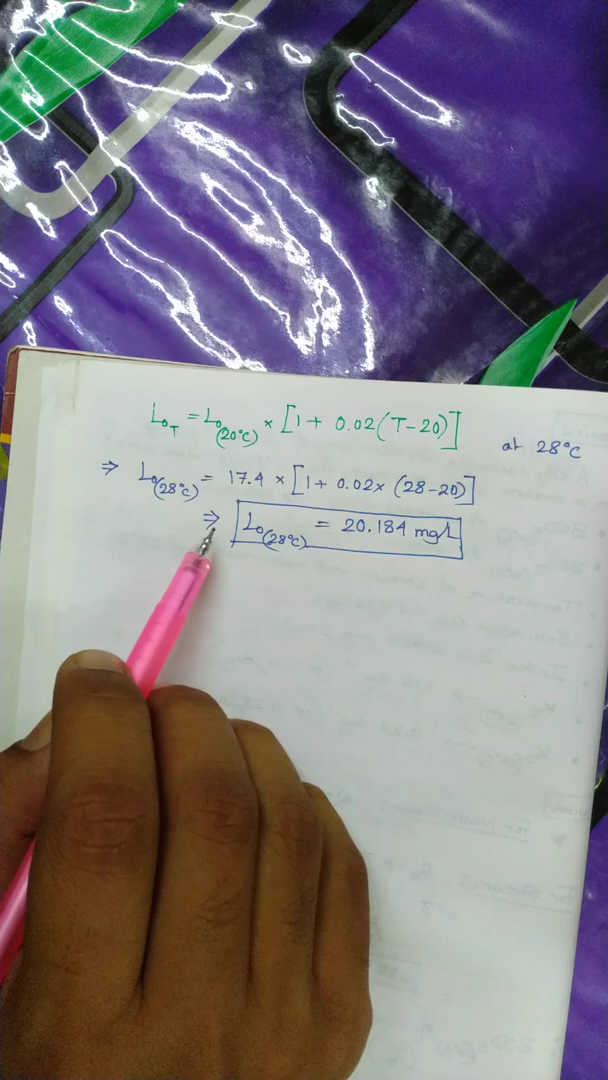 L₀_T = L₀(20°C) × [1 + 0.02(T-20)]
at 28°C
⇒ L₀(28°C) = 17.4 × [1 + 0.02× (28-20)]
⇒ L₀(28°C) = 20.184 mg/L